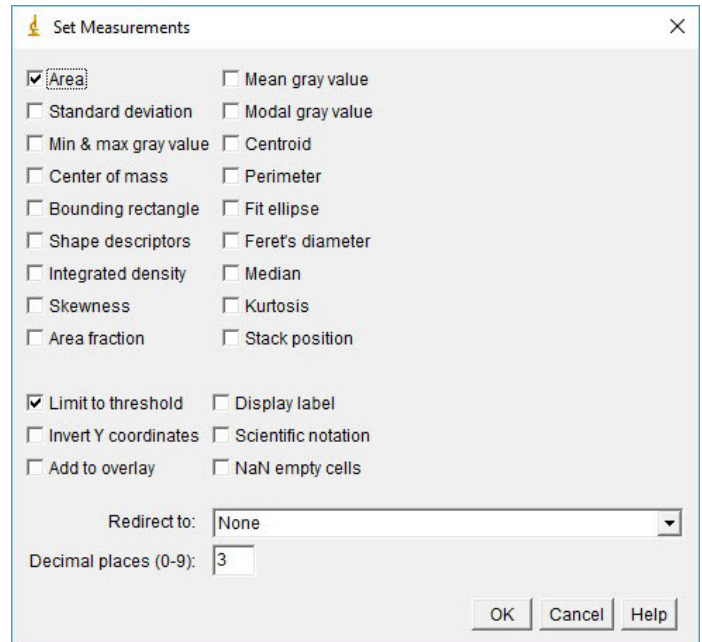 Set Measurements
Area Mean gray value
Standard deviation Modal gray value
Min & max gray value Centroid
Center of mass Perimeter
Bounding rectangle Fit ellipse
Shape descriptors Feret's diameter
Integrated density Median
Skewness Kurtosis
Area fraction Stack position
Limit to threshold Display label
Invert Y coordinates Scientific notation
Add to overlay NaN empty cells
Redirect to: None
Decimal places (0-9): 3
OK Cancel Help